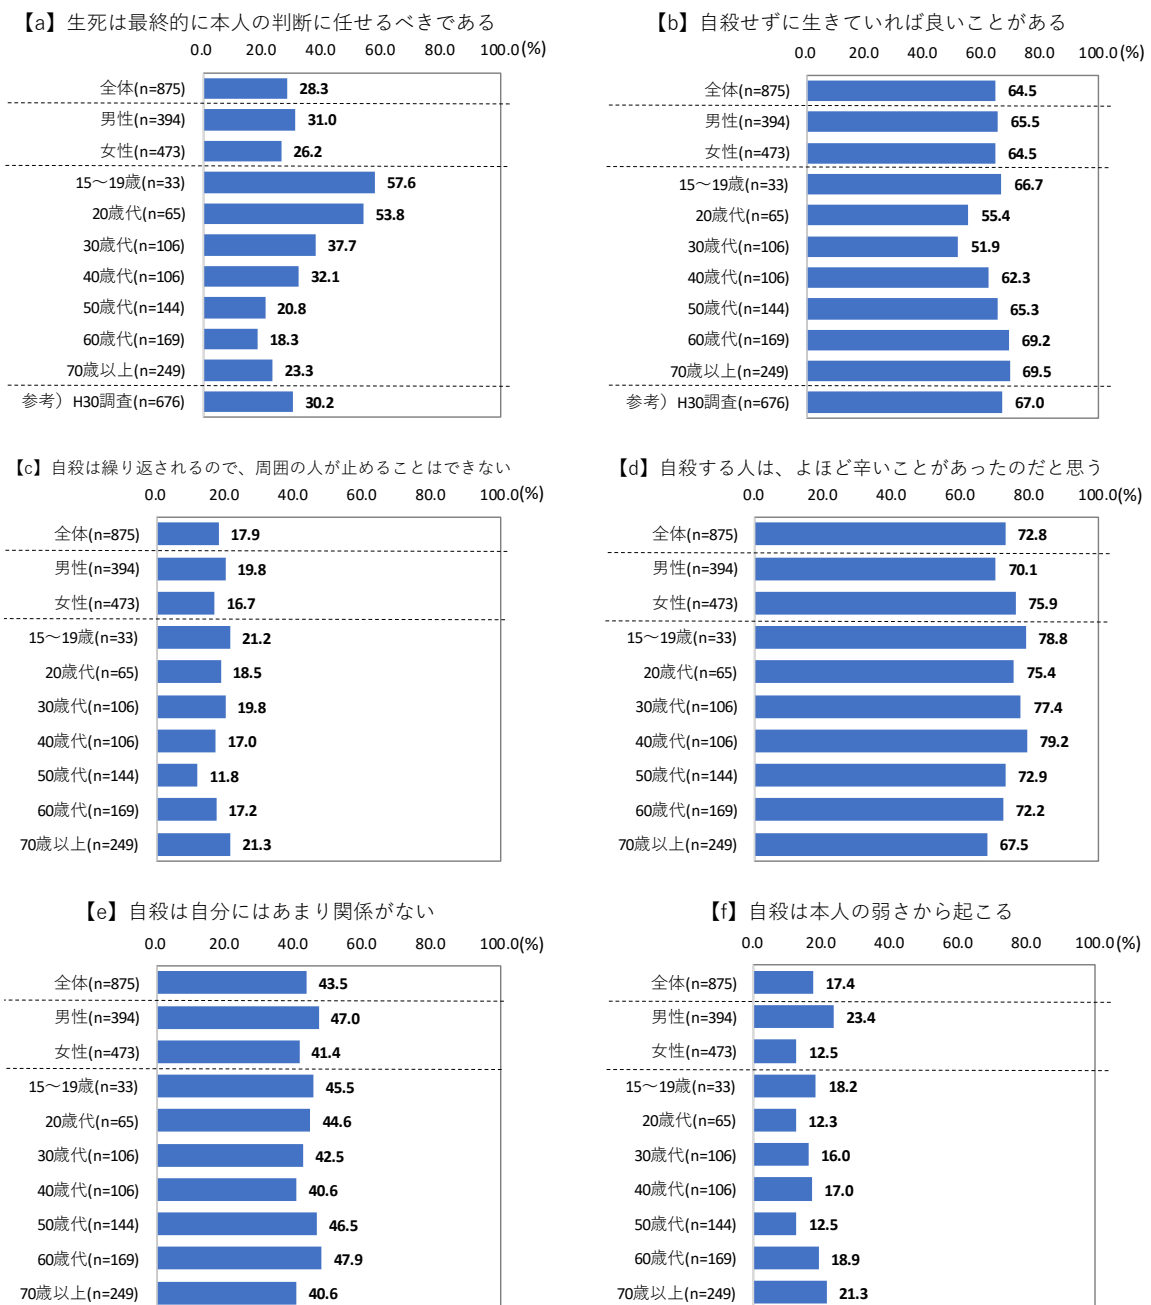 【a】生死は最終的に本人の判断に任せるべきである
0.0 20.0 40.0 60.0 80.0 100.0(%)
全体(n=875) 28.3
男性(n=394) 31.0
女性(n=473) 26.2
15～19歳(n=33) 57.6
20歳代(n=65) 53.8
30歳代(n=106) 37.7
40歳代(n=106) 32.1
50歳代(n=144) 20.8
60歳代(n=169) 18.3
70歳以上(n=249) 23.3
参考）H30調査(n=676) 30.2
【b】自殺せずに生きていれば良いことがある
0.0 20.0 40.0 60.0 80.0 100.0(%)
全体(n=875) 64.5
男性(n=394) 65.5
女性(n=473) 64.5
15～19歳(n=33) 66.7
20歳代(n=65) 55.4
30歳代(n=106) 51.9
40歳代(n=106) 62.3
50歳代(n=144) 65.3
60歳代(n=169) 69.2
70歳以上(n=249) 69.5
参考）H30調査(n=676) 67.0
【c】自殺は繰り返されるので、周囲の人が止めることはできない
0.0 20.0 40.0 60.0 80.0 100.0(%)
全体(n=875) 17.9
男性(n=394) 19.8
女性(n=473) 16.7
15～19歳(n=33) 21.2
20歳代(n=65) 18.5
30歳代(n=106) 19.8
40歳代(n=106) 17.0
50歳代(n=144) 11.8
60歳代(n=169) 17.2
70歳以上(n=249) 21.3
【d】自殺する人は、よほど辛いことがあったのだと思う
0.0 20.0 40.0 60.0 80.0 100.0(%)
全体(n=875) 72.8
男性(n=394) 70.1
女性(n=473) 75.9
15～19歳(n=33) 78.8
20歳代(n=65) 75.4
30歳代(n=106) 77.4
40歳代(n=106) 79.2
50歳代(n=144) 72.9
60歳代(n=169) 72.2
70歳以上(n=249) 67.5
【e】自殺は自分にはあまり関係がない
0.0 20.0 40.0 60.0 80.0 100.0(%)
全体(n=875) 43.5
男性(n=394) 47.0
女性(n=473) 41.4
15～19歳(n=33) 45.5
20歳代(n=65) 44.6
30歳代(n=106) 42.5
40歳代(n=106) 40.6
50歳代(n=144) 46.5
60歳代(n=169) 47.9
70歳以上(n=249) 40.6
【f】自殺は本人の弱さから起こる
0.0 20.0 40.0 60.0 80.0 100.0(%)
全体(n=875) 17.4
男性(n=394) 23.4
女性(n=473) 12.5
15～19歳(n=33) 18.2
20歳代(n=65) 12.3
30歳代(n=106) 16.0
40歳代(n=106) 17.0
50歳代(n=144) 12.5
60歳代(n=169) 18.9
70歳以上(n=249) 21.3